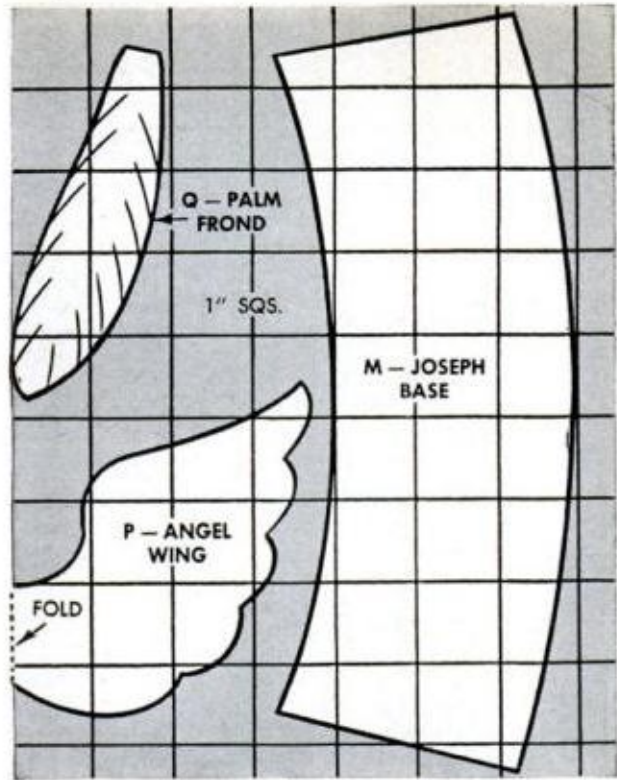 Q — PALM
FROND
1" SQS.
M — JOSEPH
BASE
P — ANGEL
WING
FOLD